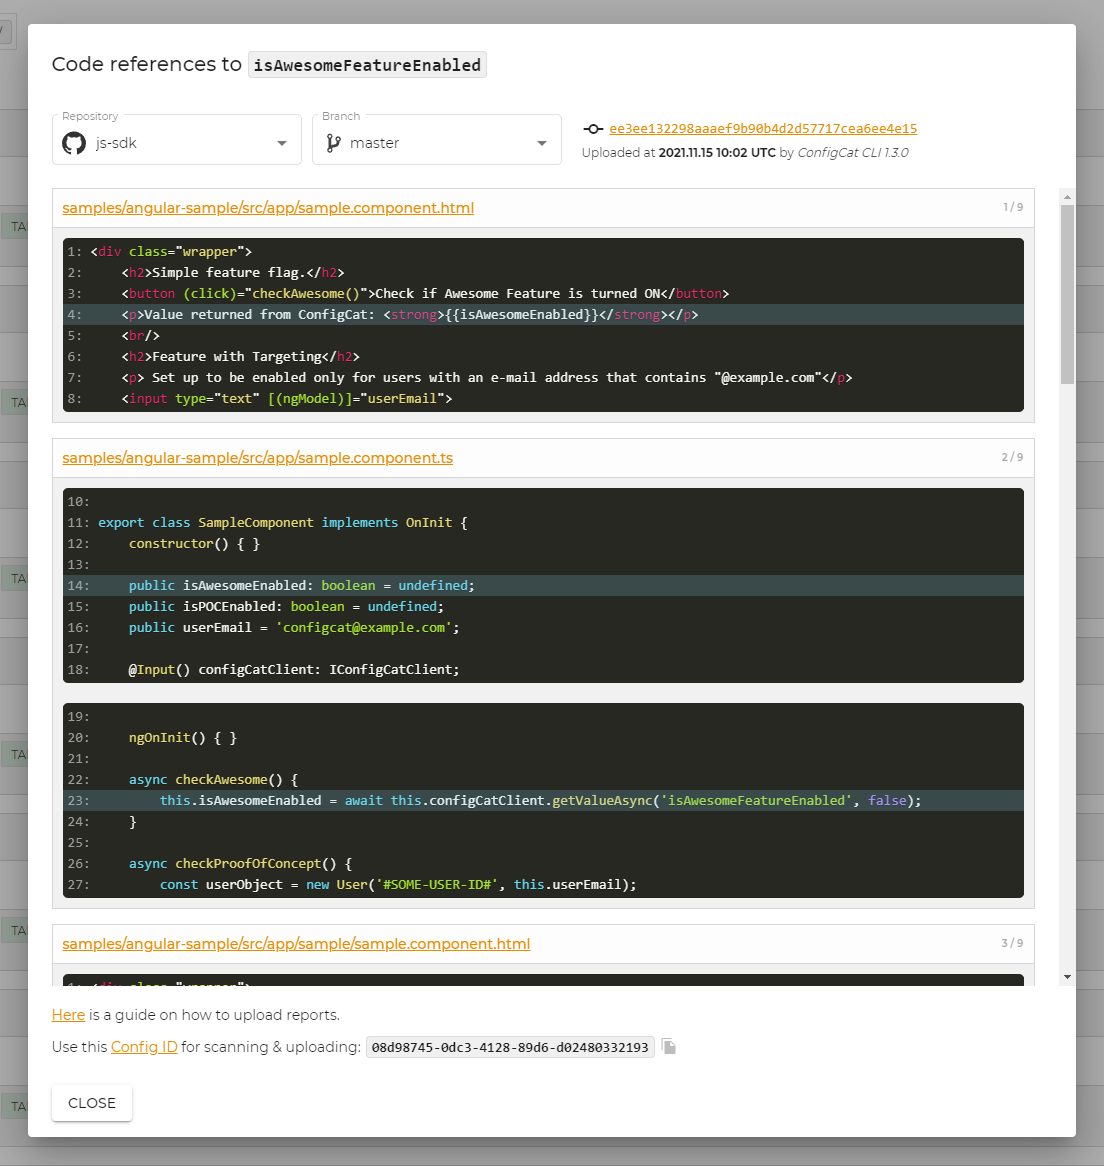 Code references to isAwesomeFeatureEnabled
Repository
js-sdk
Branch
master
ee3ee132298aaaef9b90b4d2d57717cea6ee4e15
Uploaded at 2021.11.15 10:02 UTC by ConfigCat CLI 1.3.0
samples/angular-sample/src/app/sample.component.html 1 / 9
1: <div class="wrapper">
2:     <h2>Simple feature flag.</h2>
3:     <button (click)="checkAwesome()">Check if Awesome Feature is turned ON</button>
4:     <p>Value returned from ConfigCat: <strong>{{isAwesomeEnabled}}</strong></p>
5:     <br/>
6:     <h2>Feature with Targeting</h2>
7:     <p> Set up to be enabled only for users with an e-mail address that contains "@example.com"</p>
8:     <input type="text" [(ngModel)]="userEmail">
samples/angular-sample/src/app/sample.component.ts 2 / 9
10:
11: export class SampleComponent implements OnInit {
12:     constructor() { }
13:
14:     public isAwesomeEnabled: boolean = undefined;
15:     public isPOCEnabled: boolean = undefined;
16:     public userEmail = 'configcat@example.com';
17:
18:     @Input() configCatClient: IConfigCatClient;
19:
20:     ngOnInit() { }
21:
22:     async checkAwesome() {
23:         this.isAwesomeEnabled = await this.configCatClient.getValueAsync('isAwesomeFeatureEnabled', false);
24:     }
25:
26:     async checkProofOfConcept() {
27:         const userObject = new User('#SOME-USER-ID#', this.userEmail);
samples/angular-sample/src/app/sample/sample.component.html 3 / 9
1: <div class="wrapper">
Here is a guide on how to upload reports.
Use this Config ID for scanning & uploading: 08d98745-0dc3-4128-89d6-d02480332193
CLOSE
TA
TA
TA
TA
TA
TA